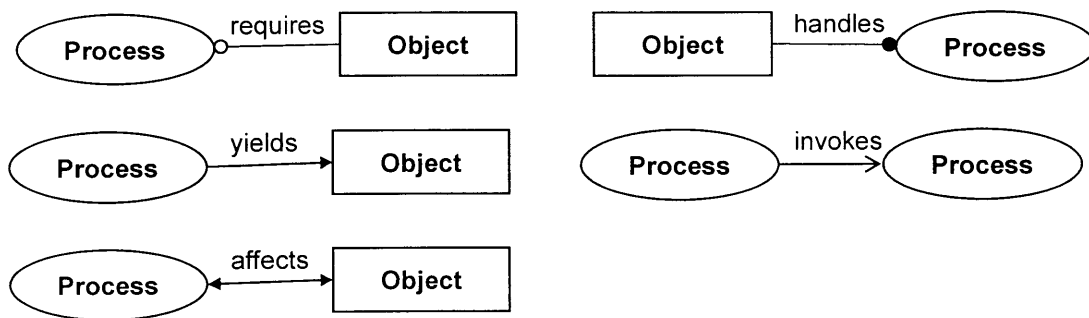 Process requires Object
Object handles Process
Process yields Object
Process invokes Process
Process affects Object